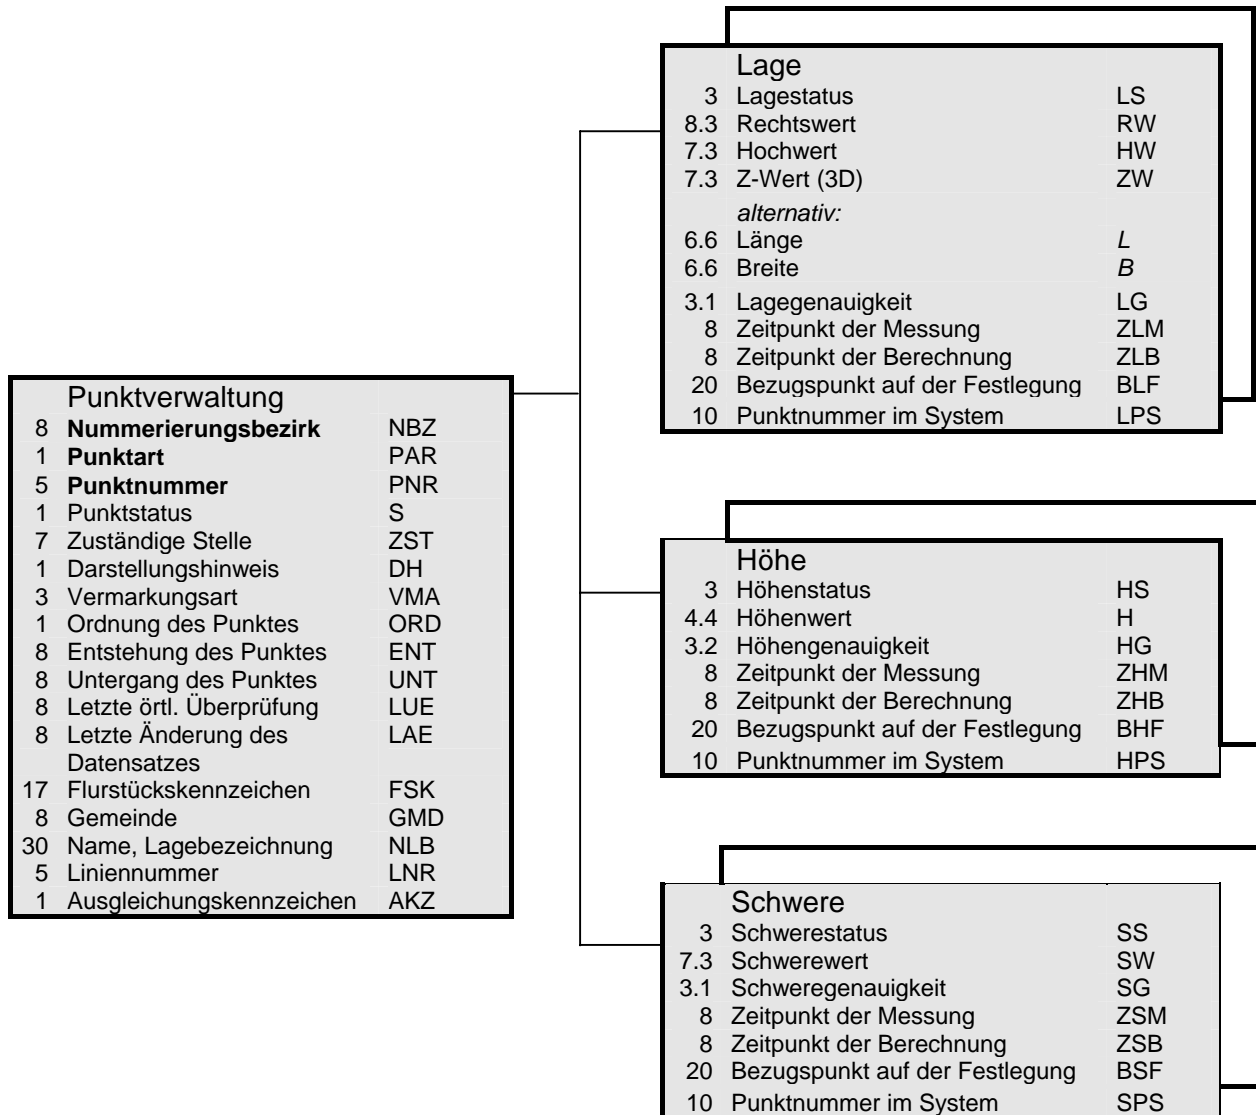 Lage
3 Lagestatus LS
8.3 Rechtswert RW
7.3 Hochwert HW
7.3 Z-Wert (3D) ZW
alternativ:
6.6 Länge L
6.6 Breite B
3.1 Lagegenauigkeit LG
8 Zeitpunkt der Messung ZLM
8 Zeitpunkt der Berechnung ZLB
20 Bezugspunkt auf der Festlegung BLF
10 Punktnummer im System LPS
Punktverwaltung
8 Nummerierungsbezirk NBZ
1 Punktart PAR
5 Punktnummer PNR
1 Punktstatus S
7 Zuständige Stelle ZST
1 Darstellungshinweis DH
3 Vermarkungsart VMA
1 Ordnung des Punktes ORD
8 Entstehung des Punktes ENT
8 Untergang des Punktes UNT
8 Letzte örtl. Überprüfung LUE
8 Letzte Änderung des LAE
Datensatzes
17 Flurstückskennzeichen FSK
8 Gemeinde GMD
30 Name, Lagebezeichnung NLB
5 Liniennummer LNR
1 Ausgleichungskennzeichen AKZ
Höhe
3 Höhenstatus HS
4.4 Höhenwert H
3.2 Höhengenauigkeit HG
8 Zeitpunkt der Messung ZHM
8 Zeitpunkt der Berechnung ZHB
20 Bezugspunkt auf der Festlegung BHF
10 Punktnummer im System HPS
Schwere
3 Schwerestatus SS
7.3 Schwerewert SW
3.1 Schweregenauigkeit SG
8 Zeitpunkt der Messung ZSM
8 Zeitpunkt der Berechnung ZSB
20 Bezugspunkt auf der Festlegung BSF
10 Punktnummer im System SPS